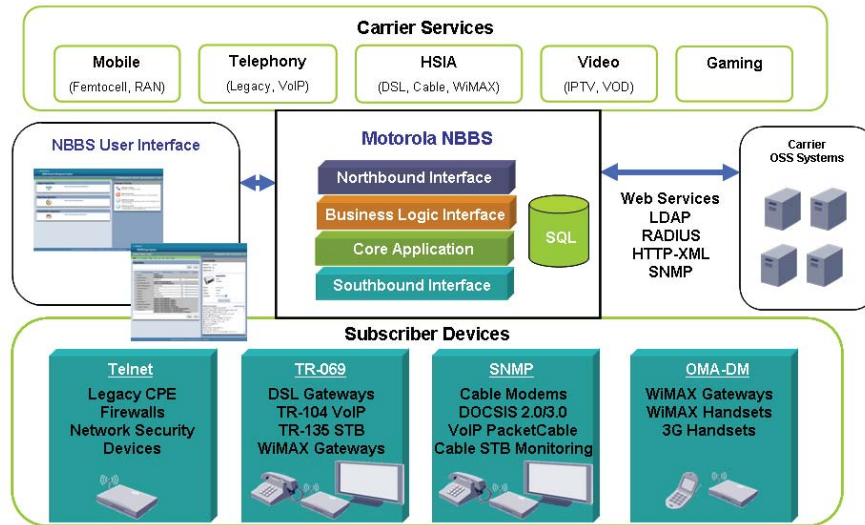 Carrier Services
Mobile
(Femtocell, RAN)
Telephony
(Legacy, VoIP)
HSIA
(DSL, Cable, WiMAX)
Video
(IPTV, VOD)
Gaming
NBBS User Interface
Motorola NBBS
Northbound Interface
Business Logic Interface
Core Application
Southbound Interface
SQL
Web Services
LDAP
RADIUS
HTTP-XML
SNMP
Carrier
OSS Systems
Subscriber Devices
Telnet
Legacy CPE
Firewalls
Network Security
Devices
TR-069
DSL Gateways
TR-104 VoIP
TR-135 STB
WiMAX Gateways
SNMP
Cable Modems
DOCSIS 2.0/3.0
VoIP PacketCable
Cable STB Monitoring
OMA-DM
WiMAX Gateways
WiMAX Handsets
3G Handsets